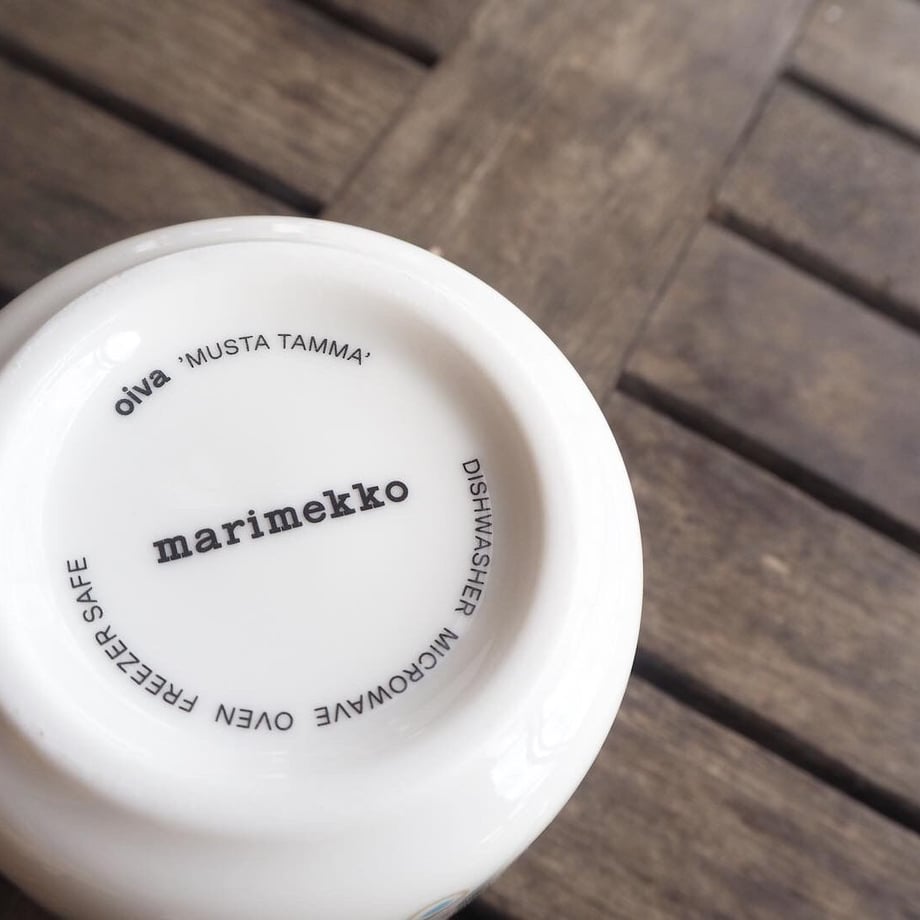 oiva 'MUSTA TAMMA'
marimekko
DISHWASHER MICROWAVE OVEN FREEZER SAFE